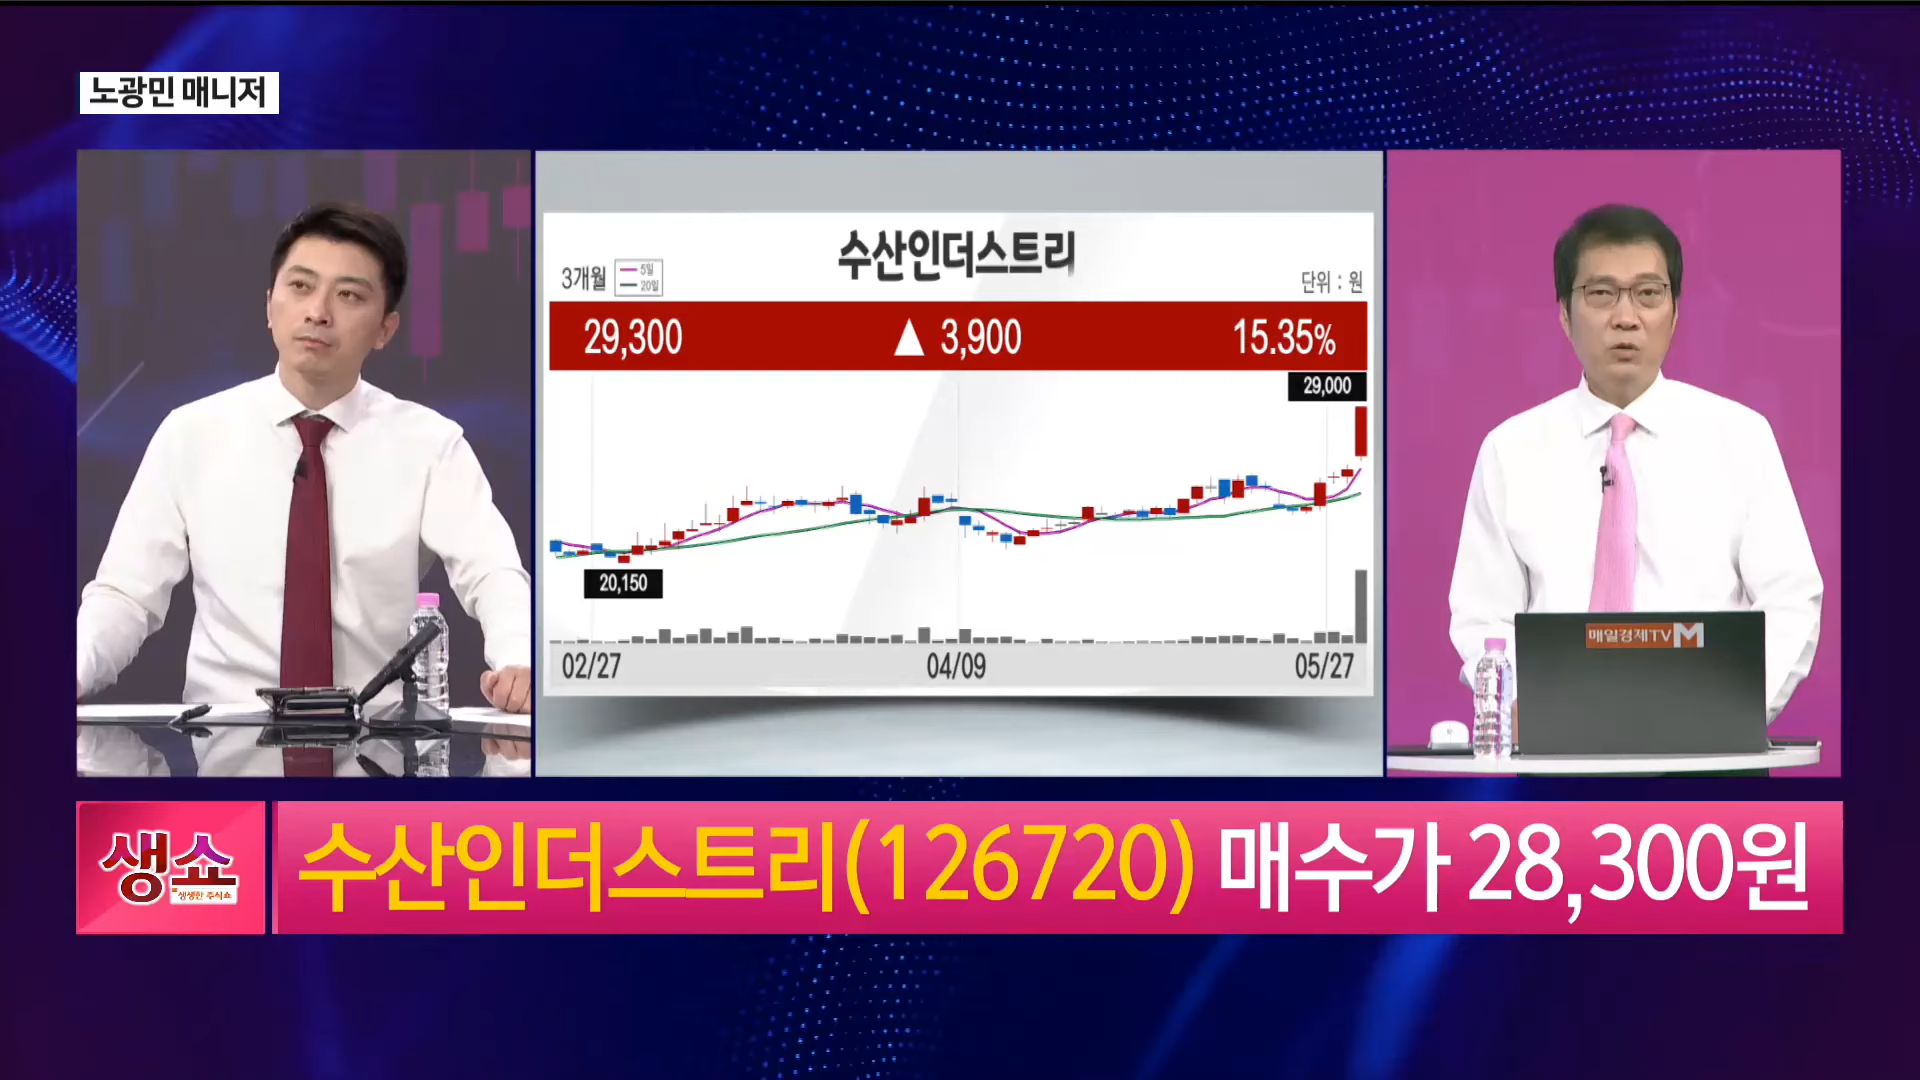 노광민 매니저
수산인더스트리
3개월
5일
20일
단위 : 원
29,300 ▲ 3,900 15.35%
29,000
20,150
02/27 04/09 05/27
매일경제TV M
생쇼
생생한 주식쇼
수산인더스트리(126720) 매수가 28,300원